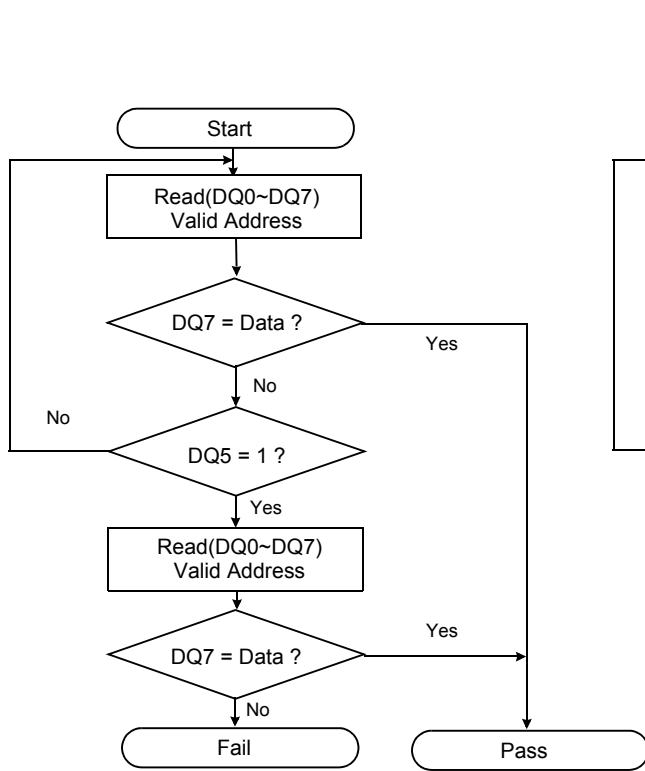 Start
Read(DQ0~DQ7)
Valid Address
DQ7 = Data ?
Yes
No
No
DQ5 = 1 ?
Yes
Read(DQ0~DQ7)
Valid Address
Yes
DQ7 = Data ?
No
Fail
Pass